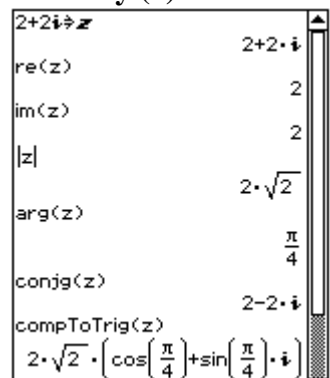 2+2i⇒z
2+2·i
re(z)
2
im(z)
2
|z|
2·√2
arg(z)
π/4
conjg(z)
2-2·i
compToTrig(z)
2·√2·(cos(π/4)+sin(π/4)·i)